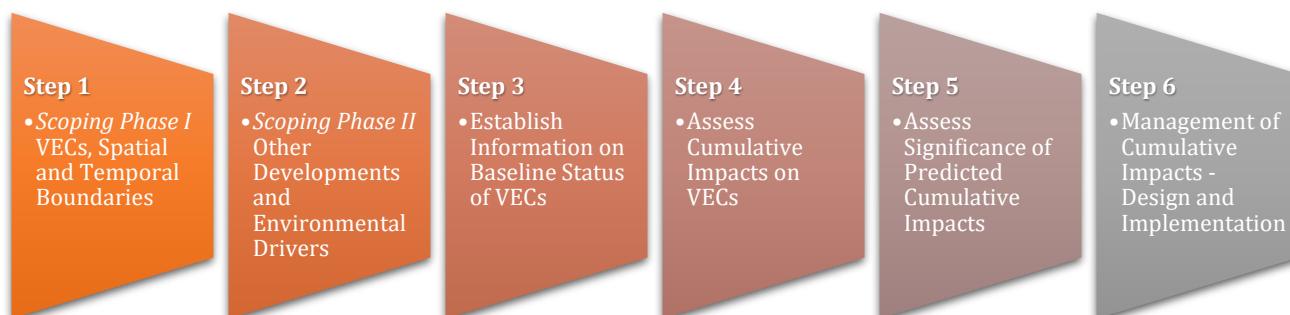 Step 1
•Scoping Phase I
VECs, Spatial
and Temporal
Boundaries
Step 2
•Scoping Phase II
Other
Developments
and
Environmental
Drivers
Step 3
•Establish
Information on
Baseline Status
of VECs
Step 4
•Assess
Cumulative
Impacts on
VECs
Step 5
•Assess
Significance of
Predicted
Cumulative
Impacts
Step 6
•Management of
Cumulative
Impacts -
Design and
Implementation